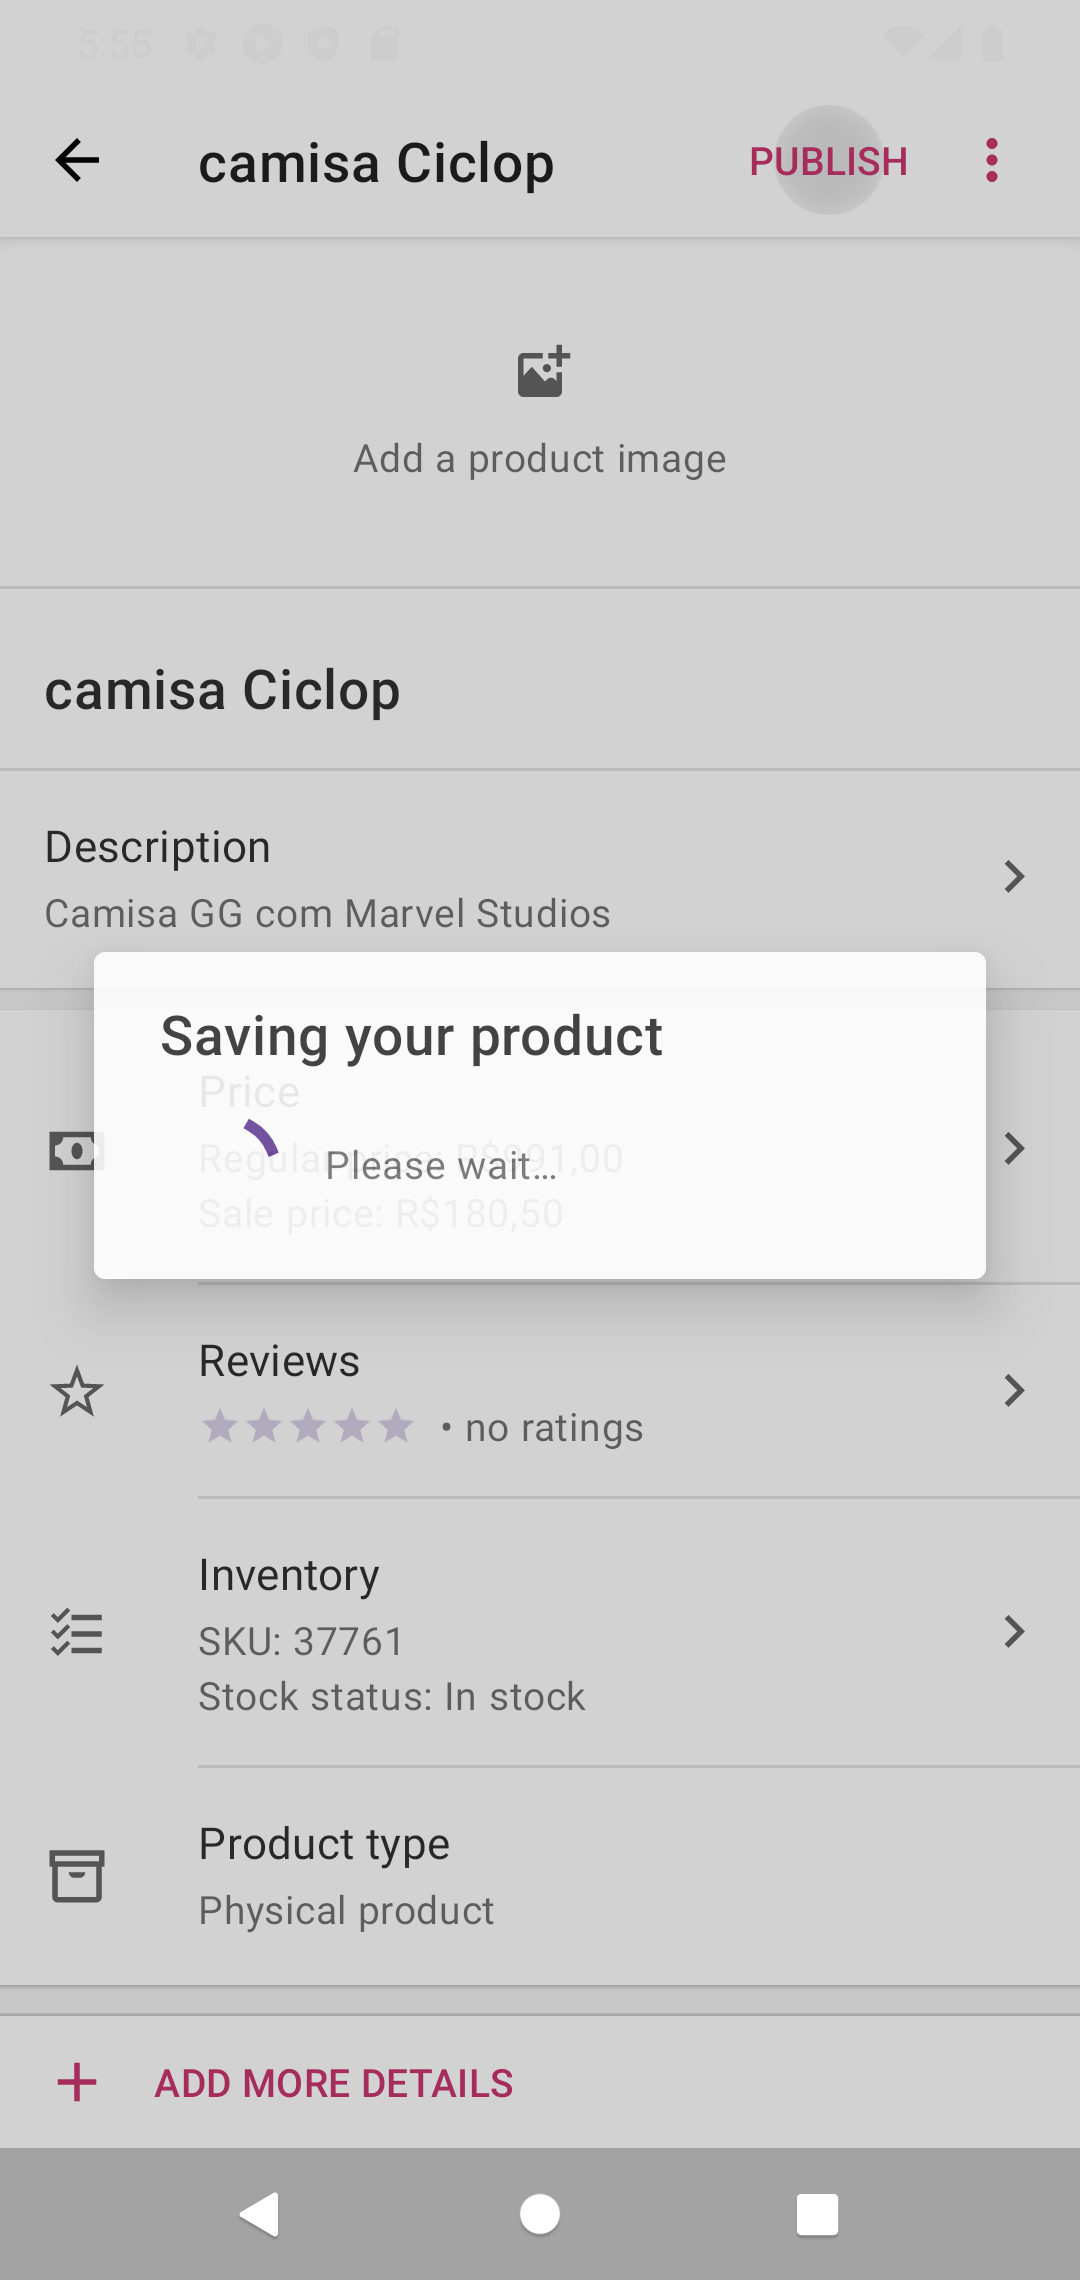 5:55
camisa Ciclop
PUBLISH
Add a product image
camisa Ciclop
Description
Camisa GG com Marvel Studios
Saving your product
Price
Regular price: R$991,00
Please wait...
Sale price: R$180,50
Reviews
• no ratings
Inventory
SKU: 37761
Stock status: In stock
Product type
Physical product
ADD MORE DETAILS